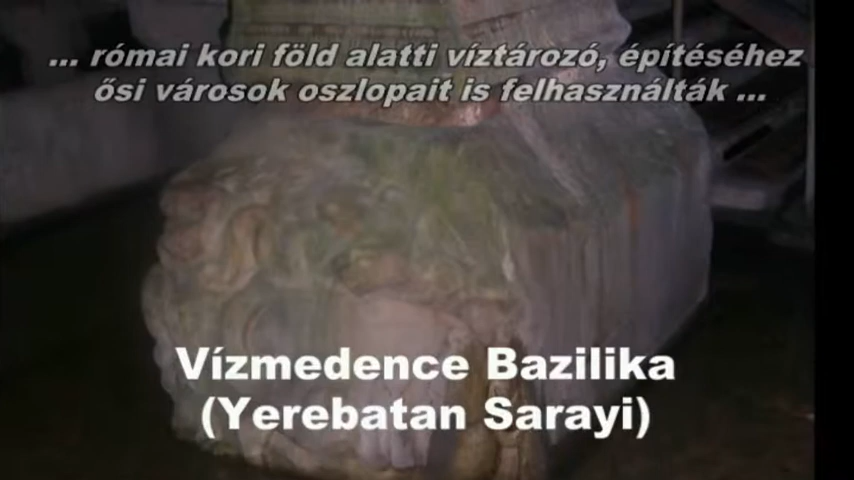 ... római kori föld alatti víztározó, építéséhez
ősi városok oszlopait is felhasználták ...
Vízmedence Bazilika
(Yerebatan Sarayi)